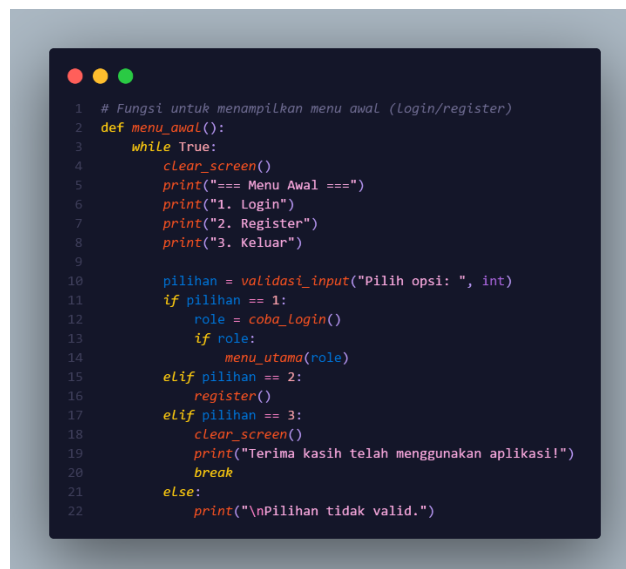 1 # Fungsi untuk menampilkan menu awal (login/register)
2 def menu_awal():
3     while True:
4         clear_screen()
5         print("=== Menu Awal ===")
6         print("1. Login")
7         print("2. Register")
8         print("3. Keluar")
9
10         pilihan = validasi_input("Pilih opsi: ", int)
11         if pilihan == 1:
12             role = coba_login()
13             if role:
14                 menu_utama(role)
15         elif pilihan == 2:
16             register()
17         elif pilihan == 3:
18             clear_screen()
19             print("Terima kasih telah menggunakan aplikasi!")
20             break
21         else:
22             print("\nPilihan tidak valid.")